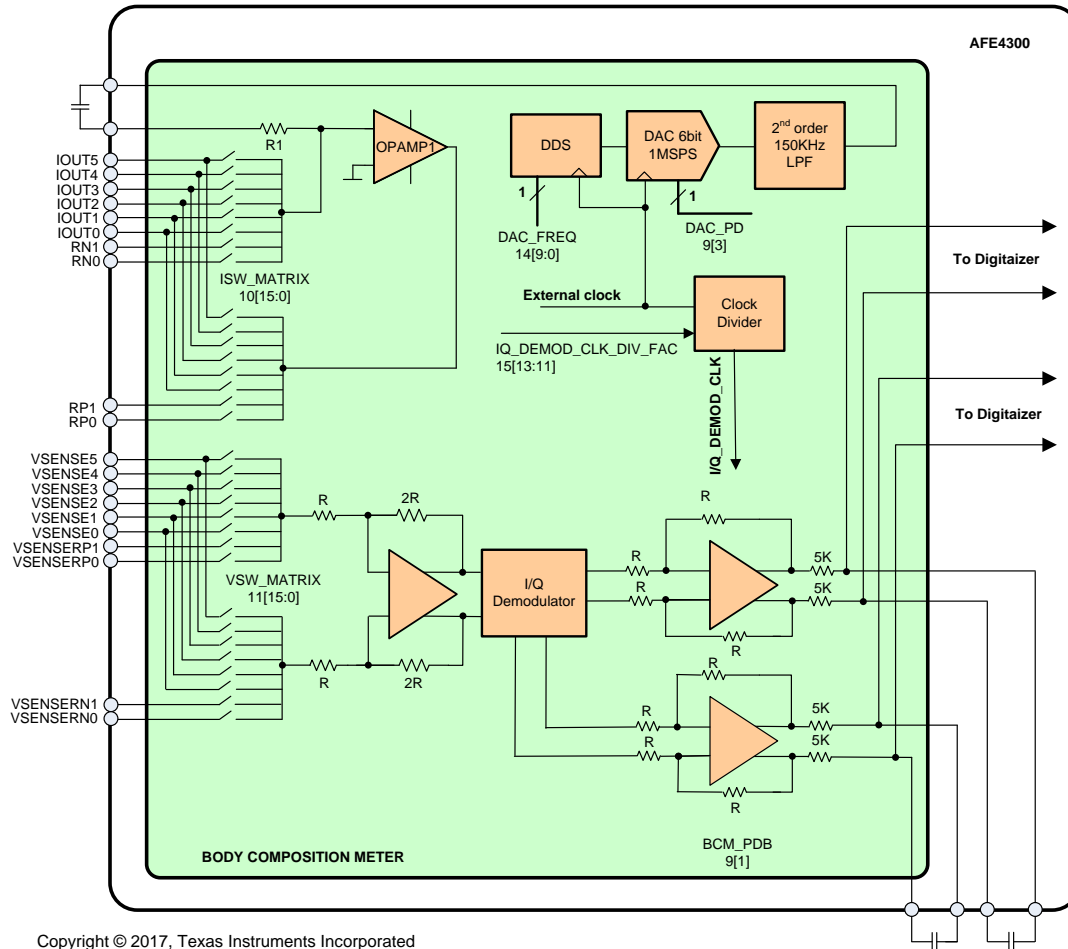 AFE4300
R1
OPAMP1
DDS
DAC 6bit
1MSPS
2nd order
150KHz
LPF
IOUT5
IOUT4
IOUT3
IOUT2
IOUT1
IOUT0
RN1
RN0
1
1
DAC_FREQ
14[9:0]
DAC_PD
9[3]
To Digitaizer
ISW_MATRIX
10[15:0]
External clock
Clock
Divider
IQ_DEMOD_CLK_DIV_FAC
15[13:11]
I/Q_DEMOD_CLK
RP1
RP0
To Digitaizer
VSENSE5
VSENSE4
VSENSE3
VSENSE2
VSENSE1
VSENSE0
VSENSERP1
VSENSERP0
R
2R
R
R
R
5K
5K
R
VSW_MATRIX
11[15:0]
I/Q
Demodulator
R
2R
R
R
R
5K
5K
R
VSENSERN1
VSENSERN0
BCM_PDB
9[1]
BODY COMPOSITION METER
Copyright © 2017, Texas Instruments Incorporated